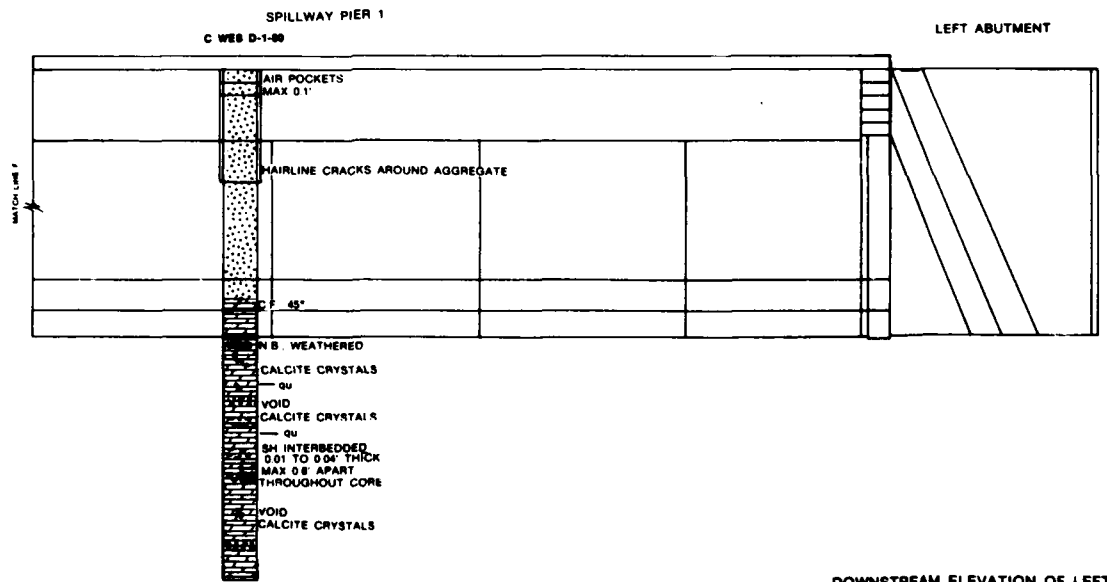 SPILLWAY PIER 1
C WES D-1-80
LEFT ABUTMENT
AIR POCKETS
MAX 0.1'
HAIRLINE CRACKS AROUND AGGREGATE
MATCH LINE F
C F 45°
N B , WEATHERED
CALCITE CRYSTALS
qu
VOID
CALCITE CRYSTALS
qu
SH INTERBEDDED
0.01 TO 0.04' THICK
MAX 0.8' APART
THROUGHOUT CORE
VOID
CALCITE CRYSTALS
DOWNSTREAM ELEVATION OF LEFT